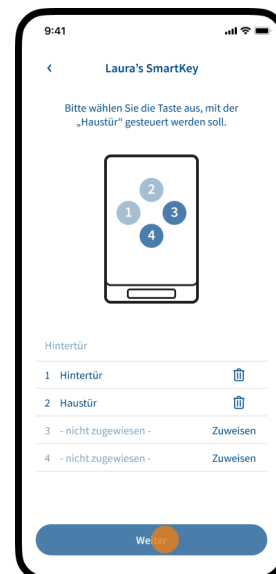 9:41
Laura's SmartKey
Bitte wählen Sie die Taste aus, mit der
„Haustür“ gesteuert werden soll.
2
1 3
4
Hintertür
1 Hintertür
2 Haustür
3 - nicht zugewiesen - Zuweisen
4 - nicht zugewiesen - Zuweisen
Weiter